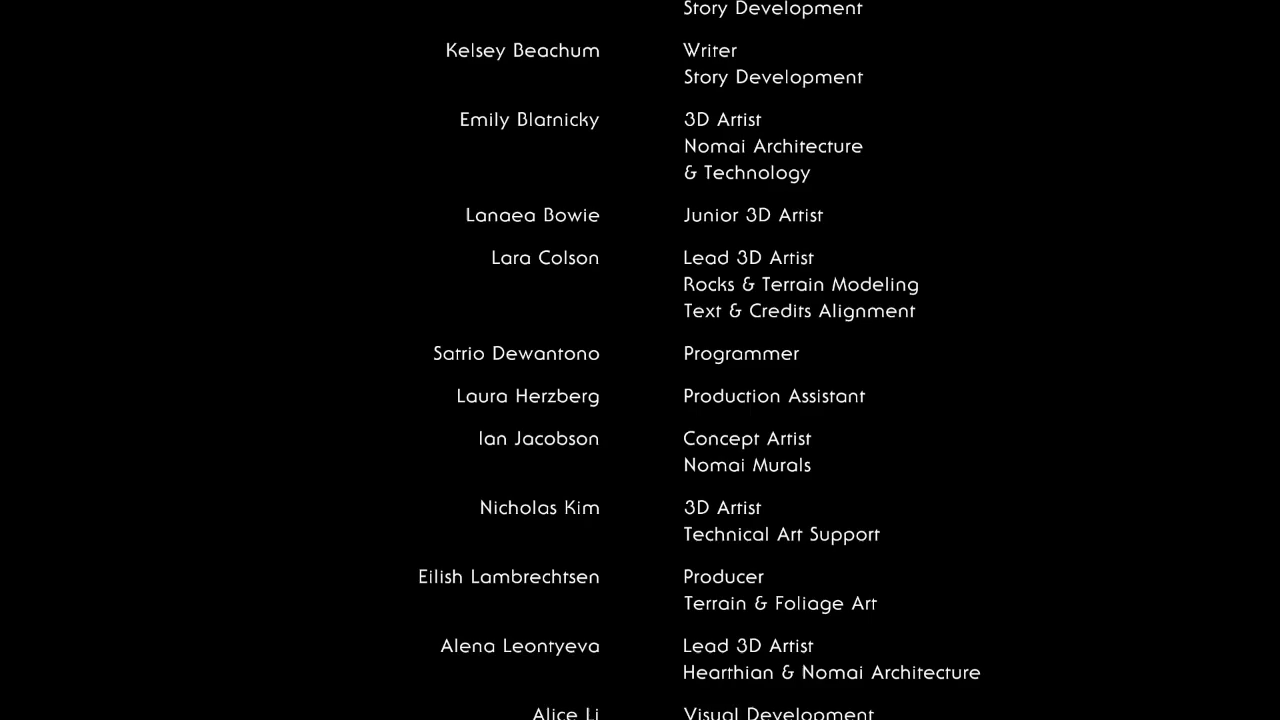 Story Development
Kelsey Beachum Writer
Story Development
Emily Blatnicky 3D Artist
Nomai Architecture
& Technology
Lanaea Bowie Junior 3D Artist
Lara Colson Lead 3D Artist
Rocks & Terrain Modeling
Text & Credits Alignment
Satrio Dewantono Programmer
Laura Herzberg Production Assistant
Ian Jacobson Concept Artist
Nomai Murals
Nicholas Kim 3D Artist
Technical Art Support
Eilish Lambrechtsen Producer
Terrain & Foliage Art
Alena Leontyeva Lead 3D Artist
Hearthian & Nomai Architecture
Alice Li Visual Development